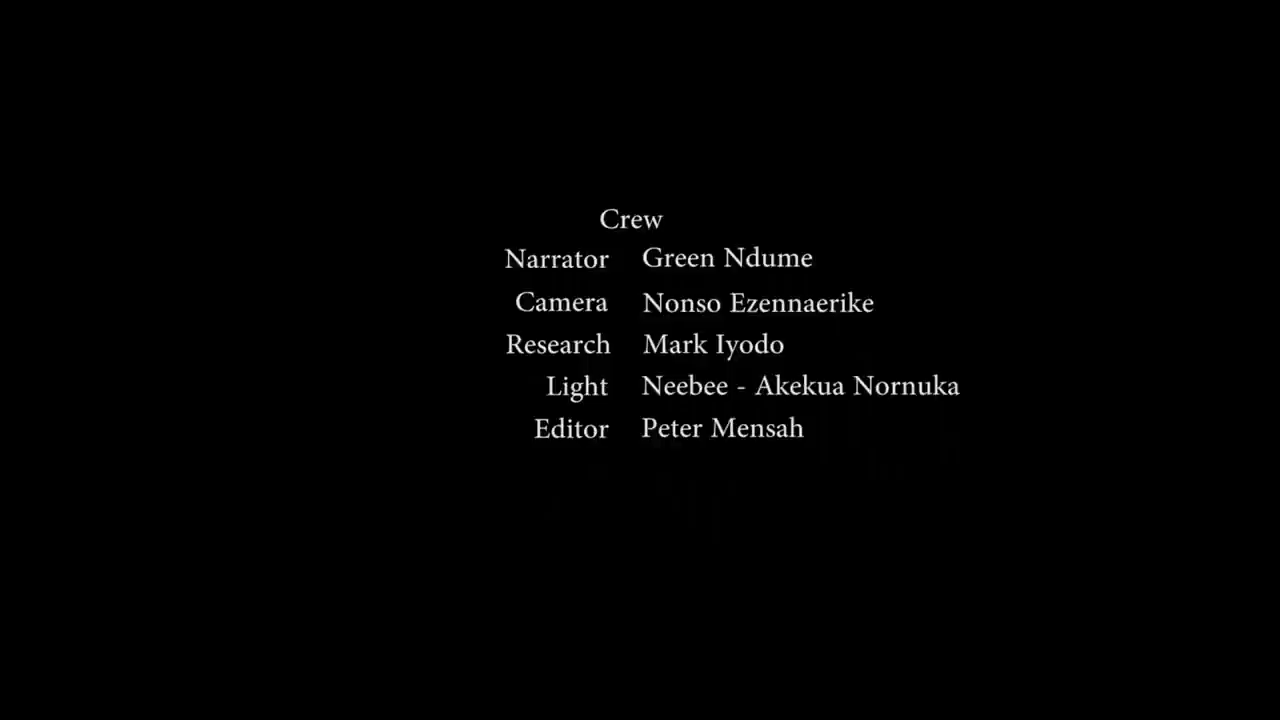 Crew
Narrator Green Ndume
Camera Nonso Ezennaerike
Research Mark Iyodo
Light Neebee - Akekua Nornuka
Editor Peter Mensah